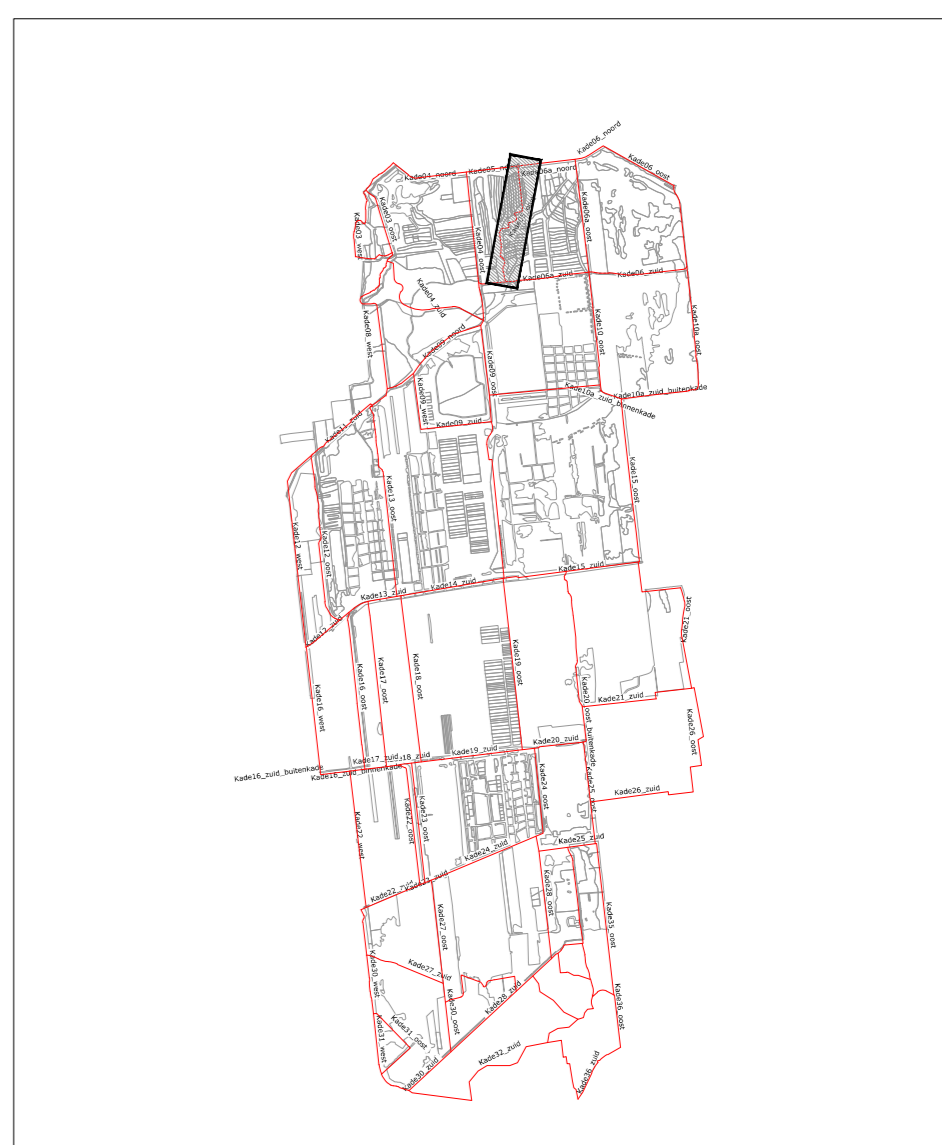 Kade06_noord
Kade06_oost
Kade04_noord
Kade05_no
Kade06a_noord
Kade03_oost
Kade03_west
Kade04_oost
Kade06a_oost
Kade06a_zuid
Kade06_zuid
Kade04_zuid
Kade08_west
Kade09_noord
Kade10_oost
Kade10a_oost
Kade09_oost
Kade09_west
Kade10a_zuid_buitenkade
Kade10a_zuid_binnenkade
Kade09_zuid
Kade11_zuid
Kade13_oost
Kade15_oost
Kade12_west
Kade12_oost
Kade15_zuid
Kade14_zuid
Kade13_zuid
Kade12_zuid
Kade21_oost
Kade16_west
Kade16_oost
Kade17_oost
Kade18_oost
Kade19_oost
Kade20_oost_buitenkade
Kade21_zuid
Kade26_oost
Kade20_zuid
Kade19_zuid
18_zuid
Kade17_zuid
Kade16_zuid_buitenkade
Kade16_zuid_binnenkade
Kade22_west
Kade22_oost
Kade23_oost
Kade24_oost
Kade25_oost
Kade26_zuid
Kade25_zuid
Kade24_zuid
Kade23_zuid
Kade22_zuid
Kade27_oost
Kade28_oost
Kade35_oost
Kade30_west
Kade27_zuid
Kade28_zuid
Kade30_oost
Kade36_oost
Kade31_oost
Kade31_west
Kade32_zuid
Kade30_zuid
Kade36_zuid